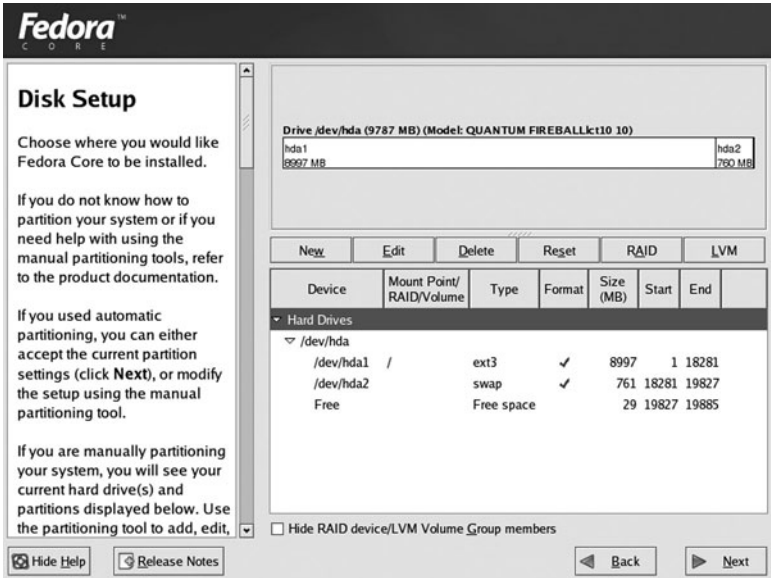 Fedora™
CORE
Disk Setup
Choose where you would like
Fedora Core to be installed.
If you do not know how to
partition your system or if you
need help with using the
manual partitioning tools, refer
to the product documentation.
If you used automatic
partitioning, you can either
accept the current partition
settings (click Next), or modify
the setup using the manual
partitioning tool.
If you are manually partitioning
your system, you will see your
current hard drive(s) and
partitions displayed below. Use
the partitioning tool to add, edit,
Drive /dev/hda (9787 MB) (Model: QUANTUM FIREBALLlct10 10)
hda1 hda2
8997 MB 760 MB
New Edit Delete Reset RAID LVM
Device Mount Point/ RAID/Volume Type Format Size (MB) Start End
Hard Drives
/dev/hda
/dev/hda1 / ext3 ✓ 8997 1 18281
/dev/hda2 swap ✓ 761 18281 19827
Free Free space 29 19827 19885
Hide RAID device/LVM Volume Group members
Hide Help Release Notes Back Next